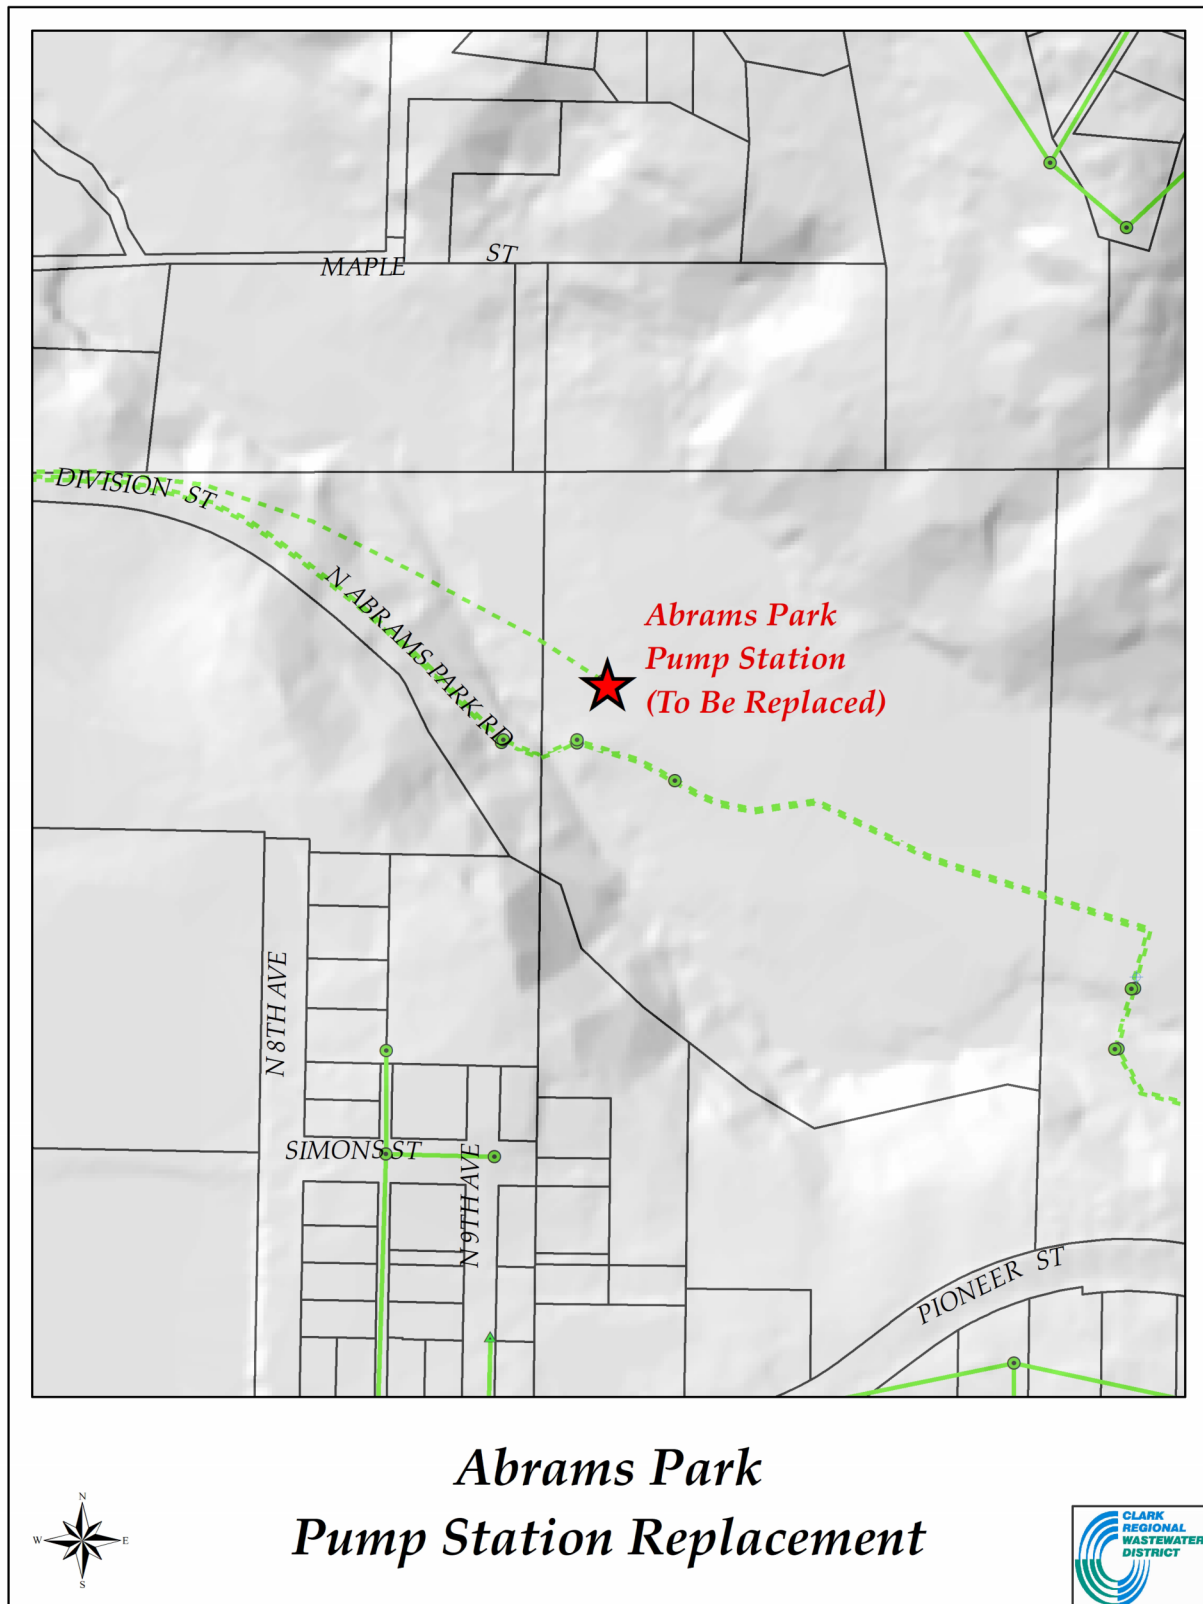 MAPLE ST
DIVISION ST
N ABRAMS PARK RD
Abrams Park
Pump Station
(To Be Replaced)
N 8TH AVE
SIMONS ST
N 9TH AVE
PIONEER ST
Abrams Park
Pump Station Replacement
N
W
E
S
CLARK
REGIONAL
WASTEWATER
DISTRICT